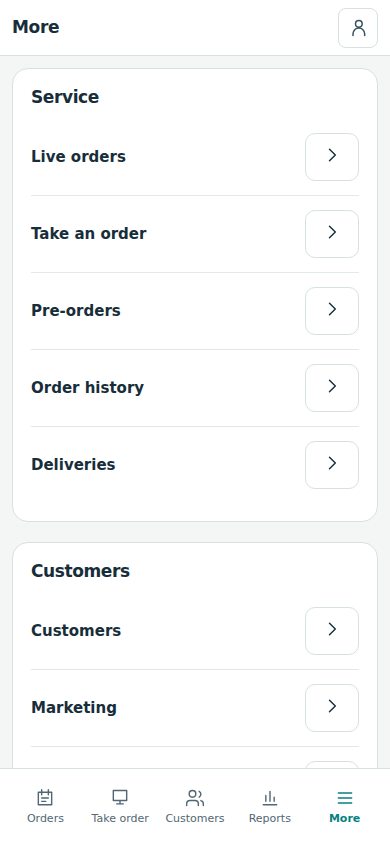 More
Service
Live orders
Take an order
Pre-orders
Order history
Deliveries
Customers
Customers
Marketing
Orders
Take order
Customers
Reports
More